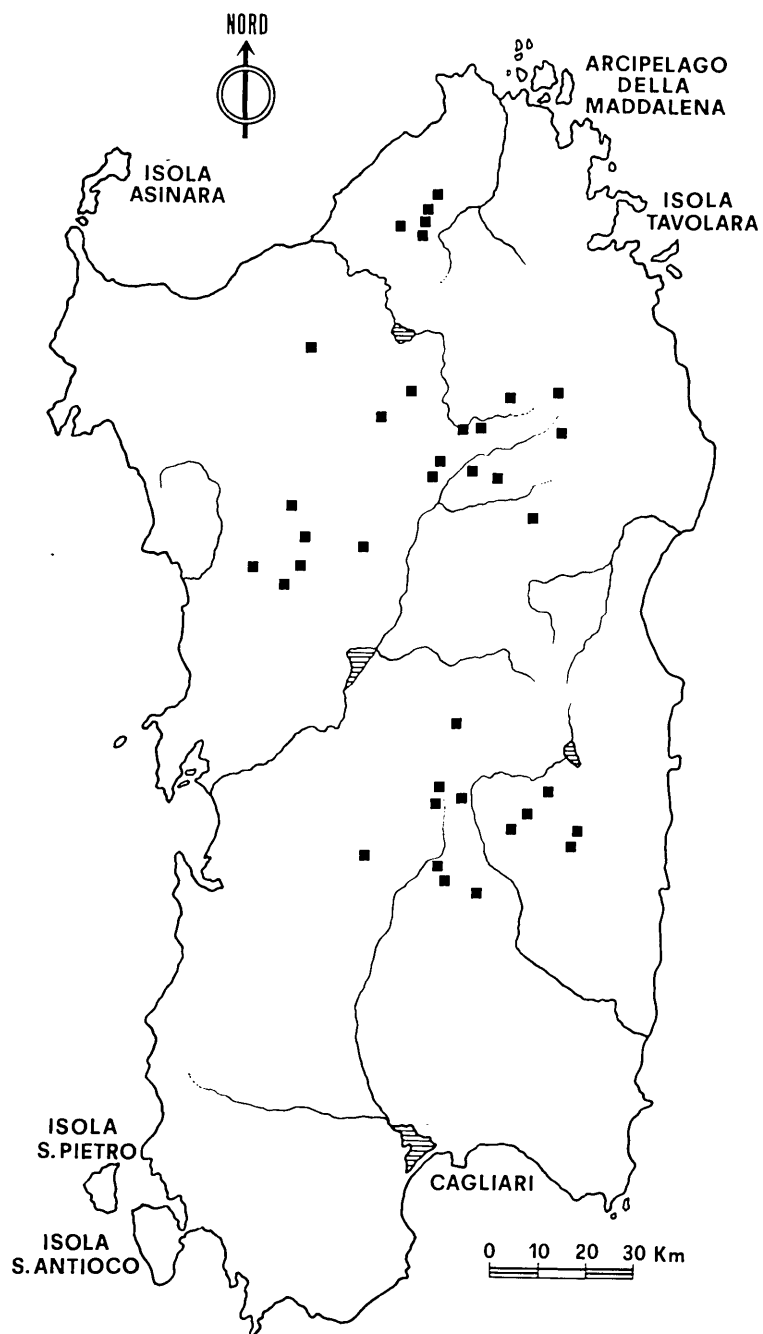 NORD
ARCIPELAGO
DELLA
MADDALENA
ISOLA
ASINARA
ISOLA
TAVOLARA
ISOLA
S. PIETRO
CAGLIARI
ISOLA
S. ANTIOCO
0 10 20 30 Km